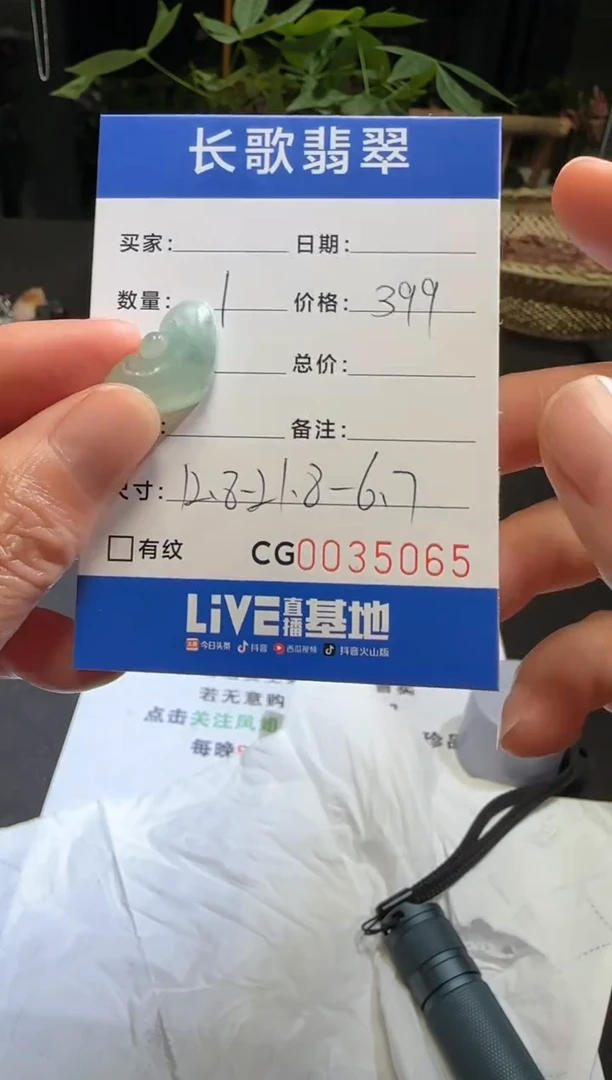 长歌翡翠
买家: 日期:
数量: 1 价格: 399
总价:
: 备注:
寸: 12.8-21.8-6.7
有纹 CG0035065
LiVE直播基地
今日头条 抖音 西瓜视频 抖音火山版
若无意购
点击关注凤
每晚
珍品